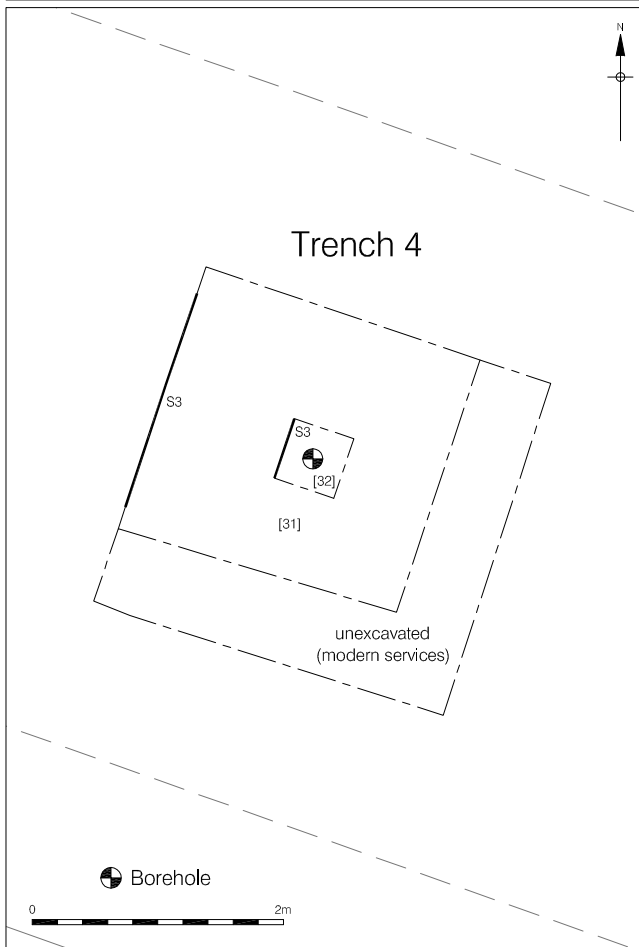 N
Trench 4
S3
S3
[32]
[31]
unexcavated
(modern services)
Borehole
0 2m